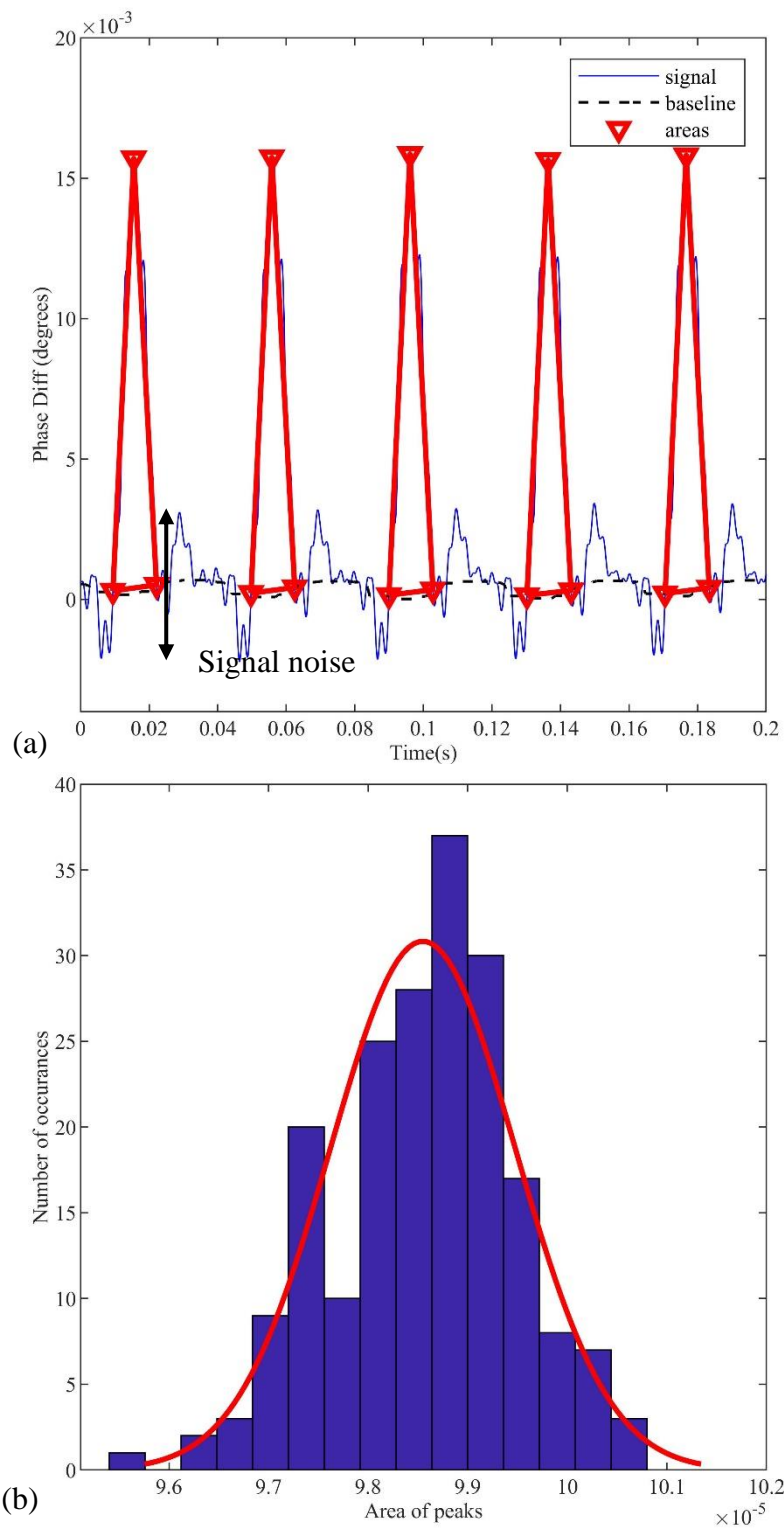 ×10⁻³
20
signal
baseline
areas
15
10
Phase Diff (degrees)
5
0
Signal noise
0 0.02 0.04 0.06 0.08 0.1 0.12 0.14 0.16 0.18 0.2
(a)
Time(s)
40
35
30
25
20
Number of occurances
15
10
5
0
9.6 9.7 9.8 9.9 10 10.1 10.2
(b)
Area of peaks
×10⁻⁵